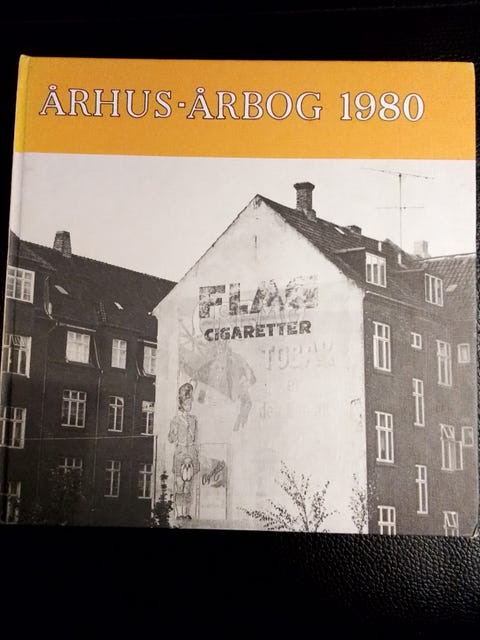 ÅRHUS·ÅRBOG 1980
FLAG
CIGARETTER
TOBAK